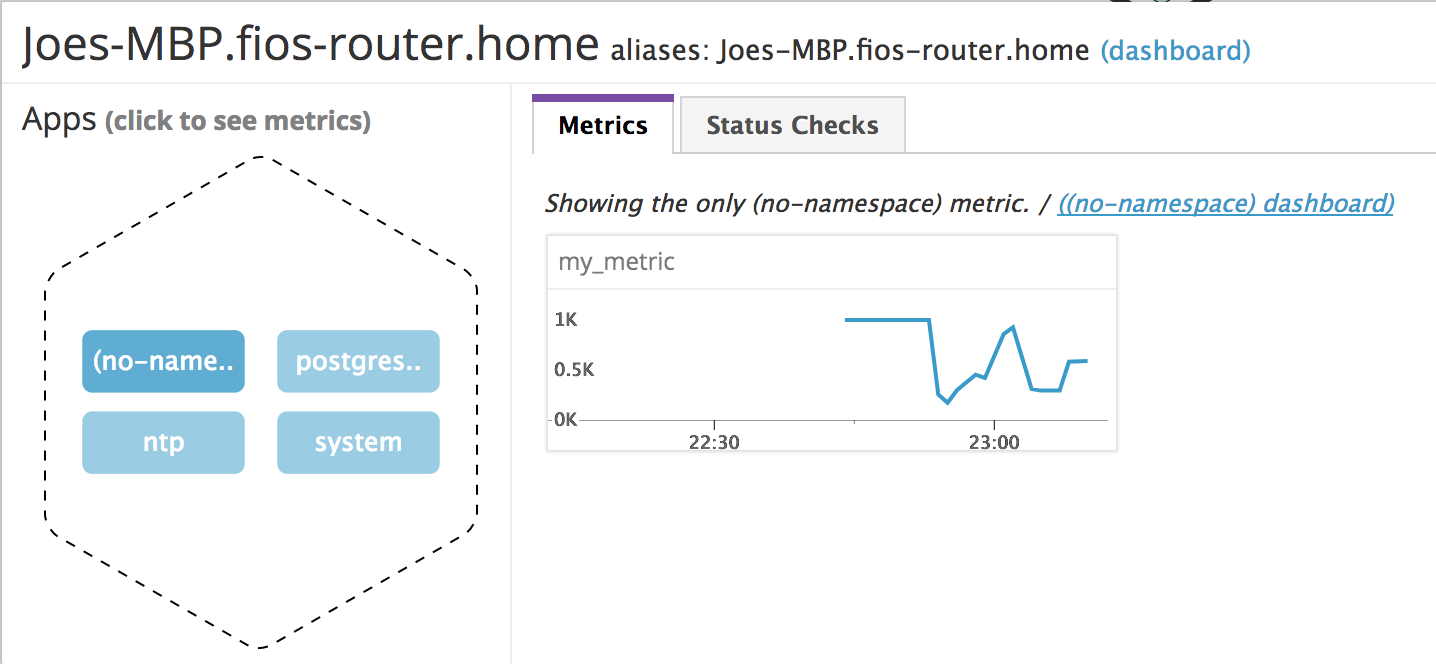 Joes-MBP.fios-router.home aliases: Joes-MBP.fios-router.home (dashboard)
Apps (click to see metrics)
(no-name..
postgres..
ntp
system
Metrics
Status Checks
Showing the only (no-namespace) metric. / ((no-namespace) dashboard)
my_metric
1K
0.5K
0K
22:30
23:00